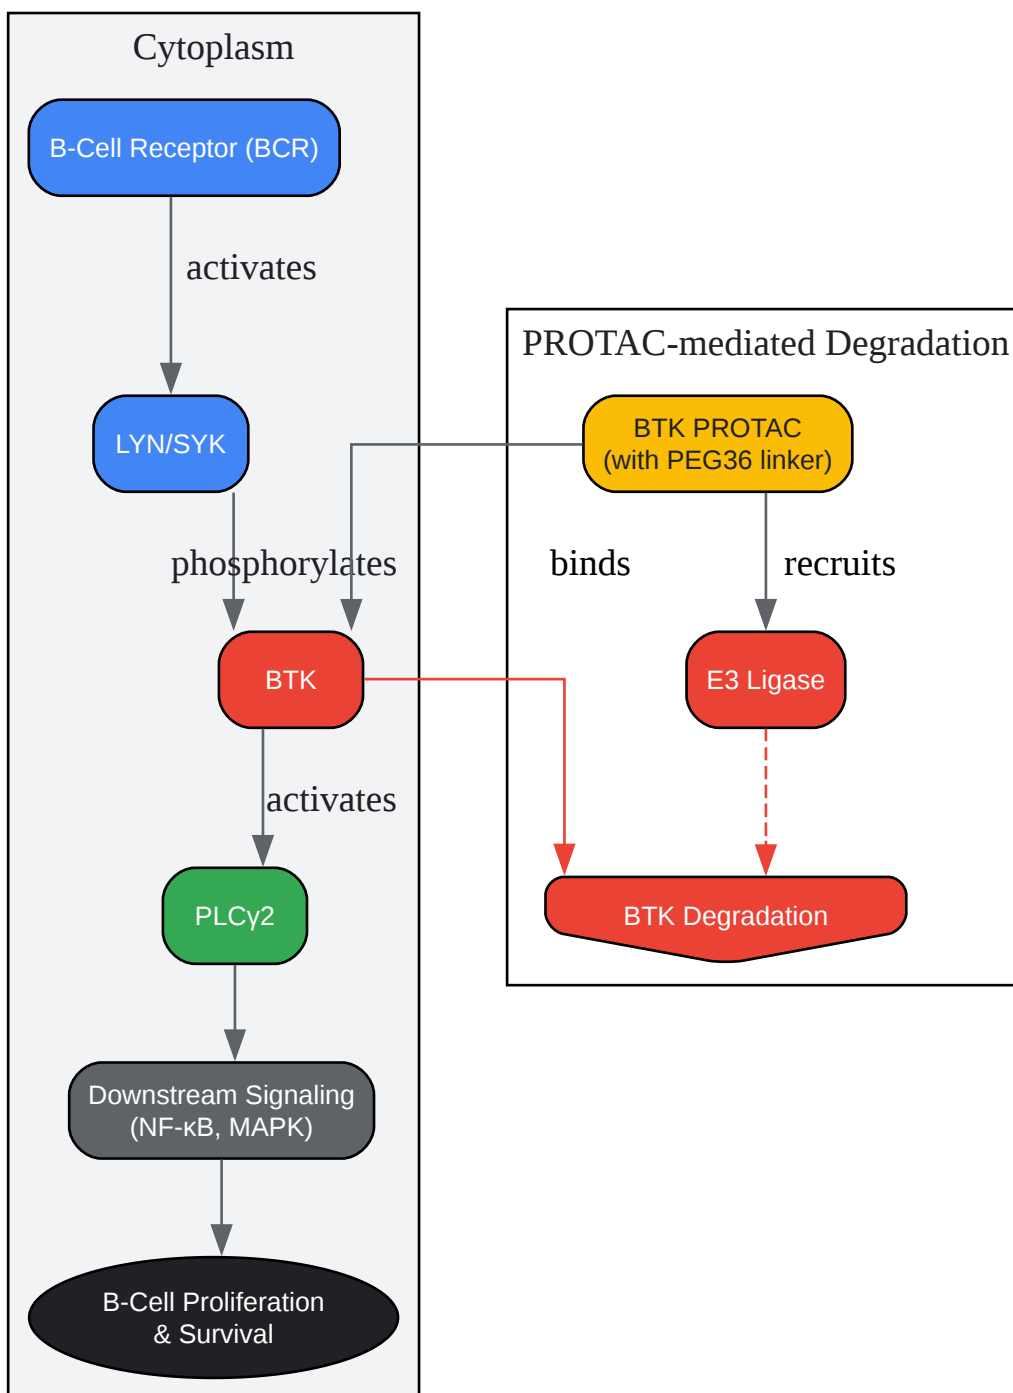 Cytoplasm
B-Cell Receptor (BCR)
activates
LYN/SYK
phosphorylates
BTK
activates
PLCγ2
Downstream Signaling
(NF-κB, MAPK)
B-Cell Proliferation
& Survival
PROTAC-mediated Degradation
BTK PROTAC
(with PEG36 linker)
binds
recruits
E3 Ligase
BTK Degradation